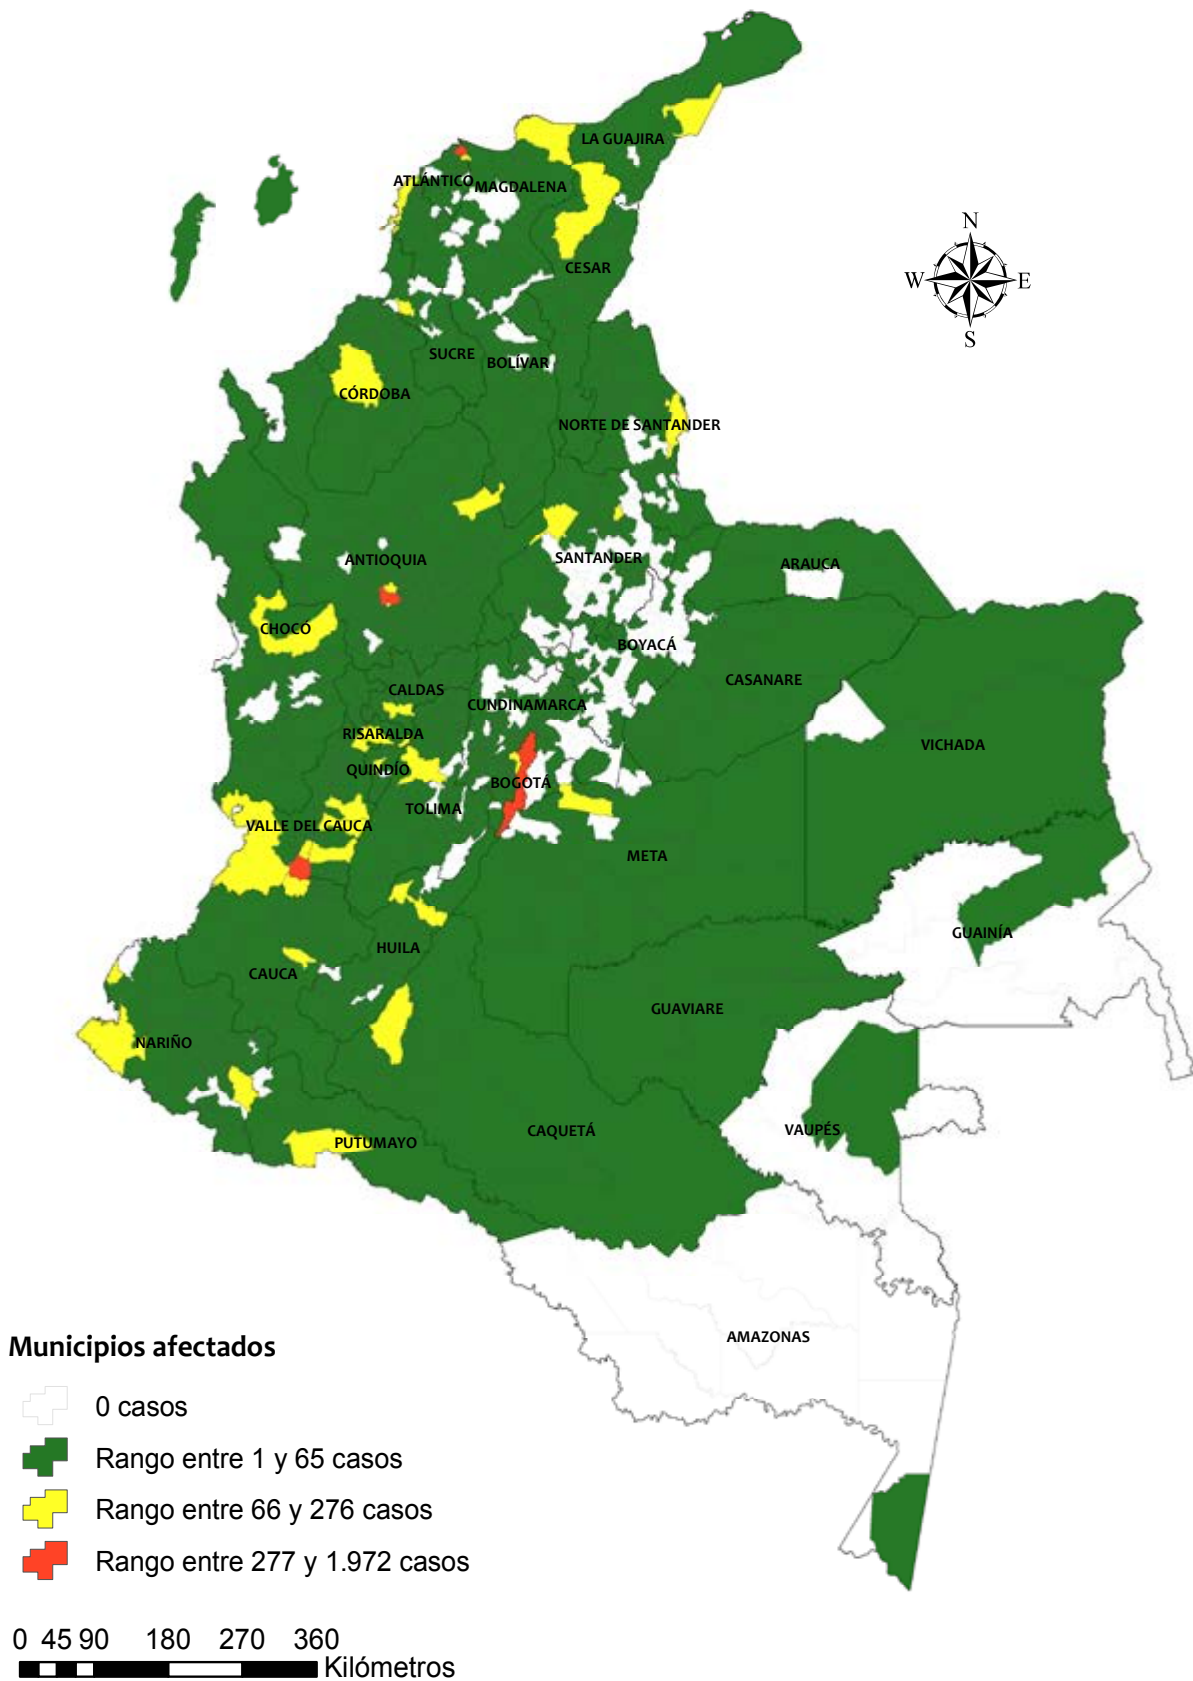 LA GUAJIRA
ATLÁNTICO
MAGDALENA
N
W
E
S
CESAR
SUCRE
BOLÍVAR
CÓRDOBA
NORTE DE SANTANDER
ANTIOQUIA
SANTANDER
ARAUCA
CHOCÓ
BOYACÁ
CASANARE
CALDAS
CUNDINAMARCA
RISARALDA
VICHADA
QUINDÍO
BOGOTÁ
TOLIMA
VALLE DEL CAUCA
META
GUAINÍA
HUILA
CAUCA
GUAVIARE
NARIÑO
CAQUETÁ
VAUPÉS
PUTUMAYO
AMAZONAS
Municipios afectados
0 casos
Rango entre 1 y 65 casos
Rango entre 66 y 276 casos
Rango entre 277 y 1.972 casos
0 45 90 180 270 360
Kilómetros